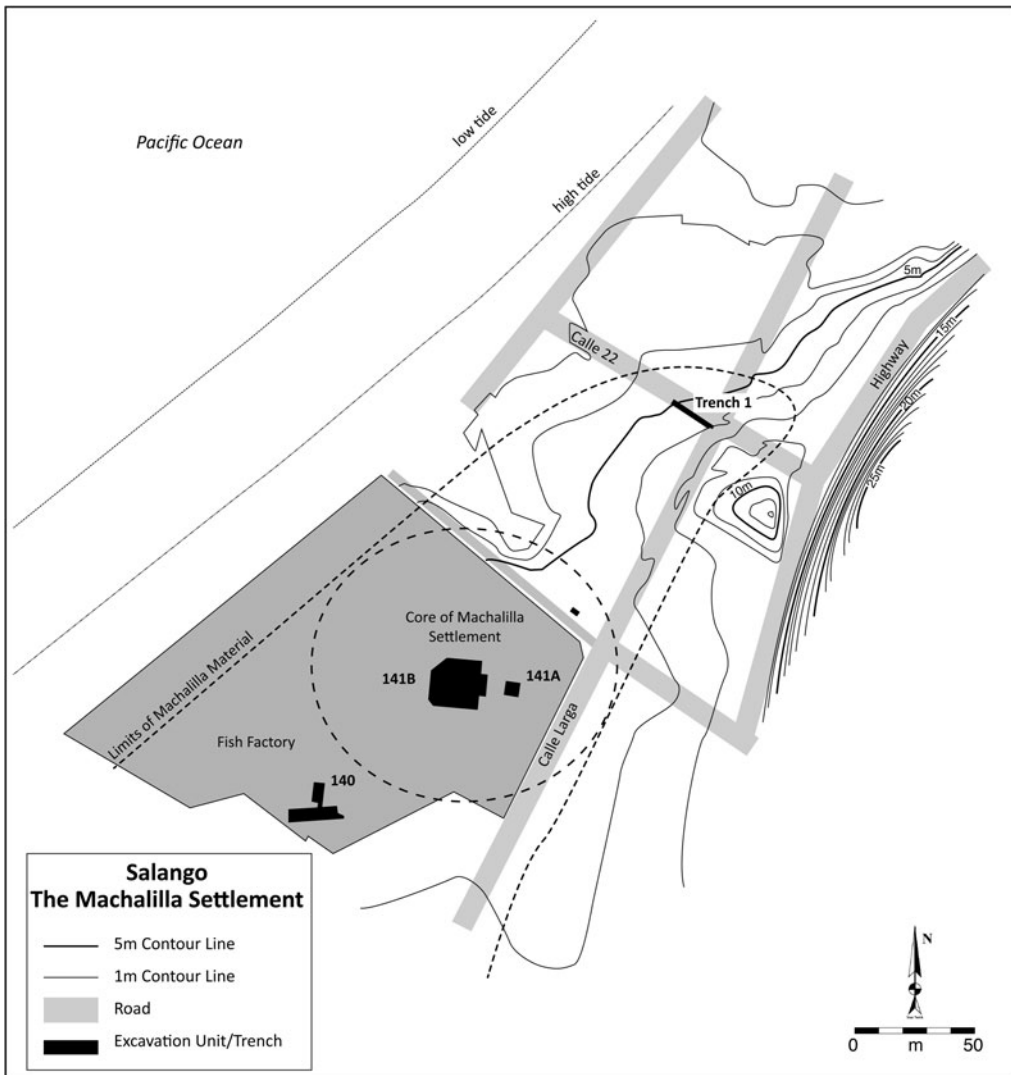 Pacific Ocean
low tide
high tide
5m
Calle 22
Highway
15m
Trench 1
20m
25m
10m
Core of Machalilla
Settlement
141B
141A
Limits of Machalilla Material
Calle Larga
Fish Factory
140
Salango
The Machalilla Settlement
5m Contour Line
1m Contour Line
Road
Excavation Unit/Trench
N
0 m 50